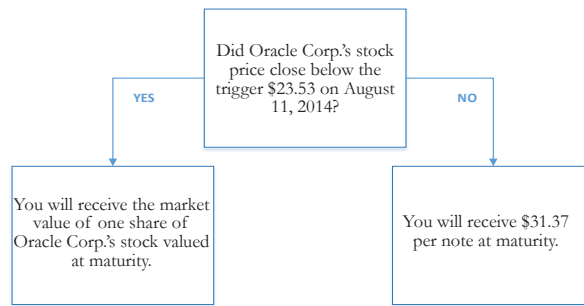 Did Oracle Corp.'s stock
price close below the
trigger $23.53 on August
11, 2014?
YES
NO
You will receive the market
value of one share of
Oracle Corp.'s stock valued
at maturity.
You will receive $31.37
per note at maturity.